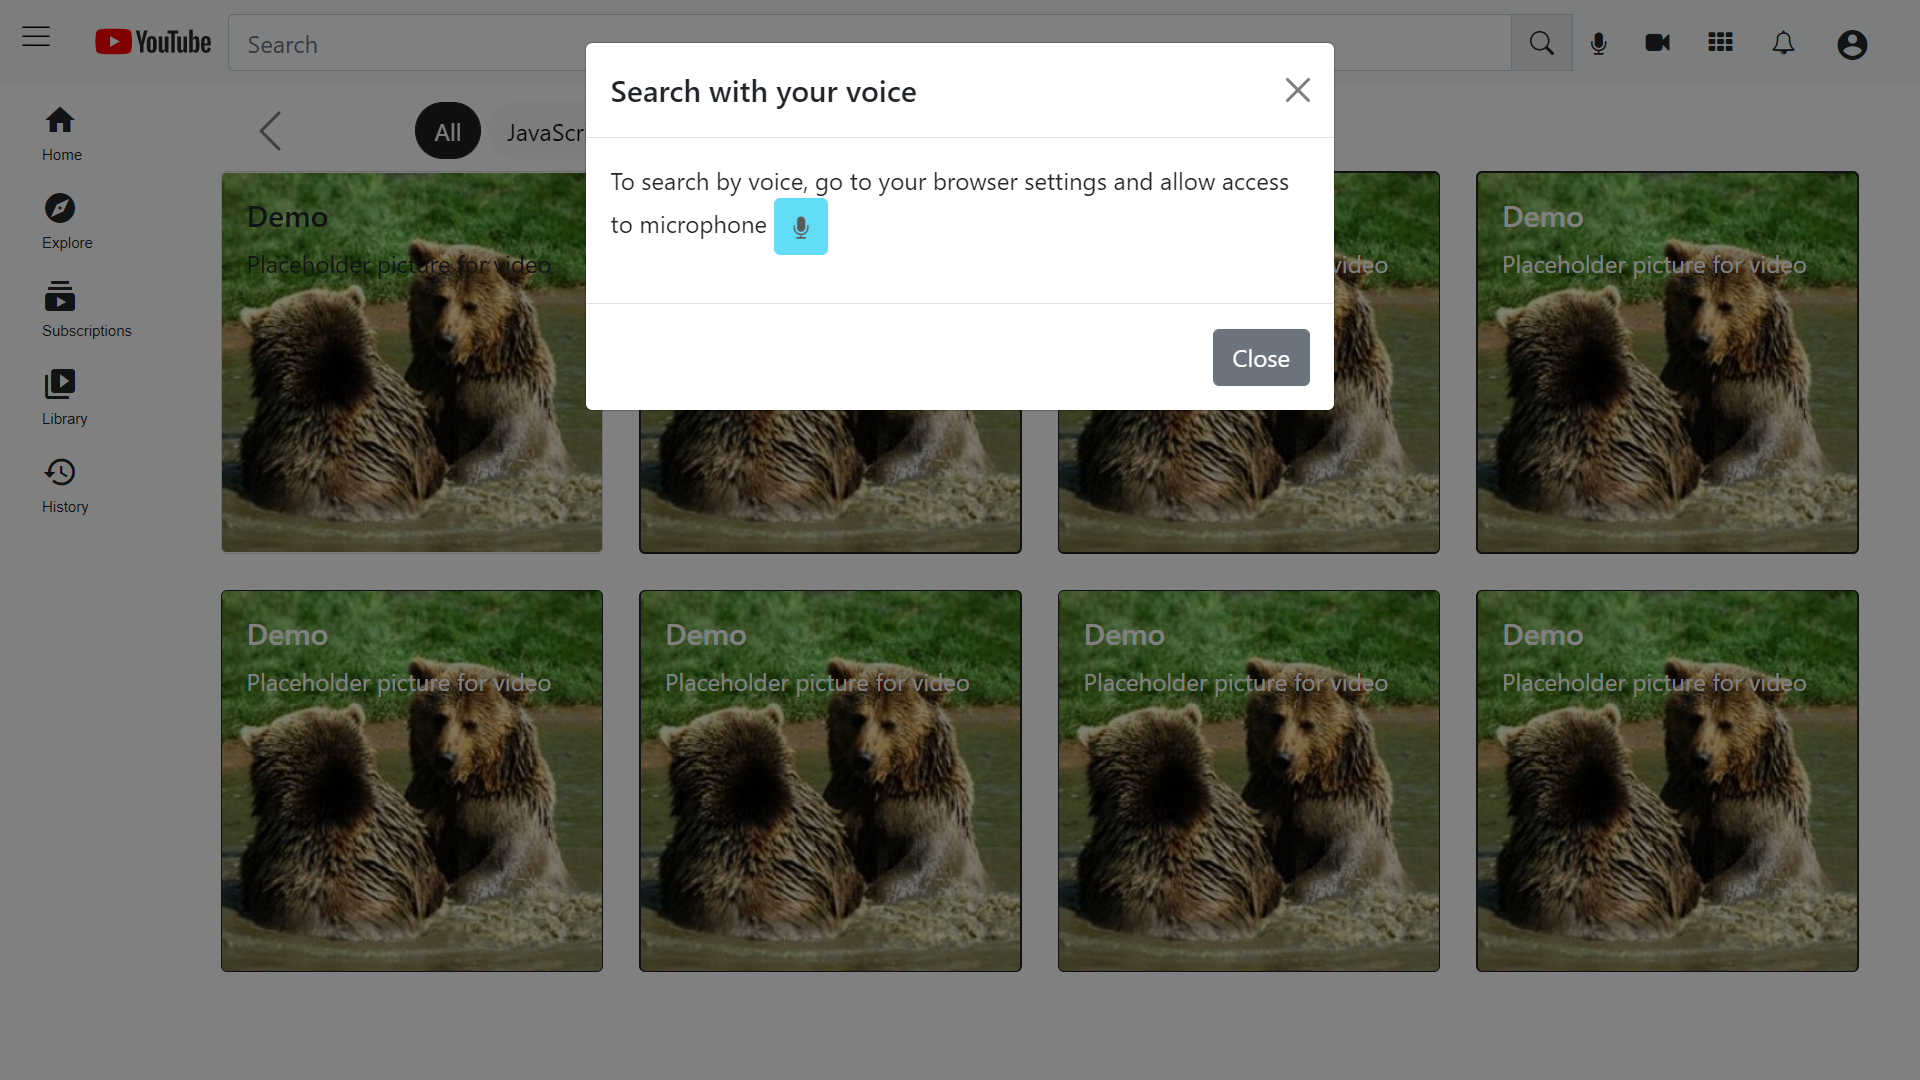 YouTube
Search
Search with your voice
To search by voice, go to your browser settings and allow access
to microphone
Close
All
JavaScri
Home
Explore
Subscriptions
Library
History
Demo
Placeholder picture for video
video
Demo
Placeholder picture for video
Demo
Placeholder picture for video
Demo
Placeholder picture for video
Demo
Placeholder picture for video
Demo
Placeholder picture for video